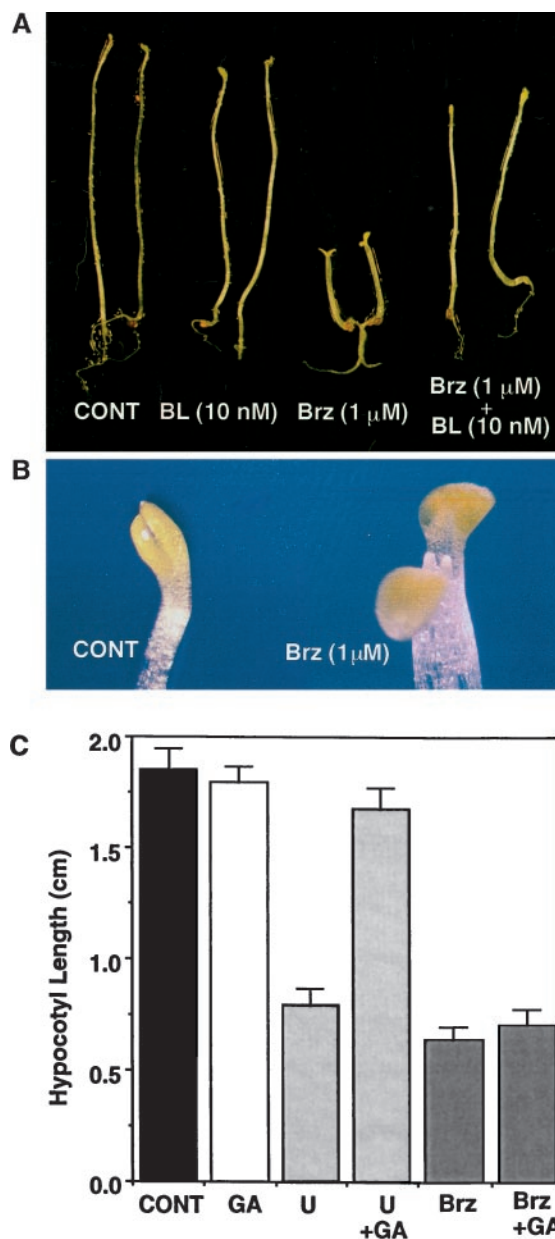 A
CONT
BL (10 nM)
Brz (1 μM)
Brz (1 μM)
+
BL (10 nM)
B
CONT
Brz (1μM)
C
2.0
1.5
1.0
0.5
0.0
Hypocotyl Length (cm)
CONT
GA
U
U
+GA
Brz
Brz
+GA